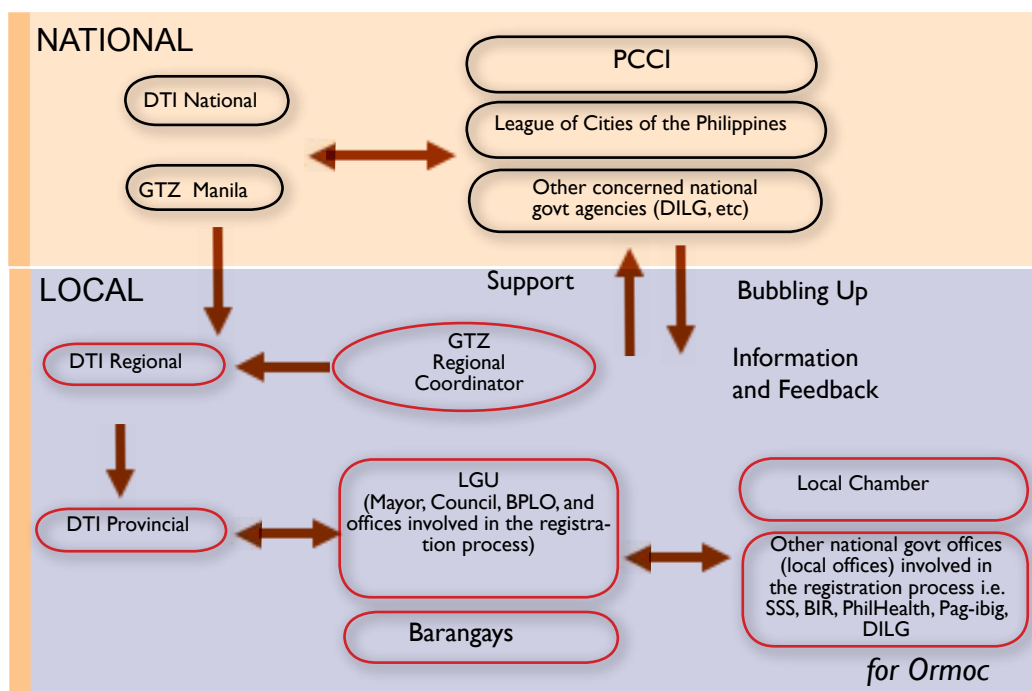 NATIONAL
DTI National
GTZ Manila
PCCI
League of Cities of the Philippines
Other concerned national
govt agencies (DILG, etc)
LOCAL
Support
Bubbling Up
Information
and Feedback
DTI Regional
GTZ
Regional
Coordinator
DTI Provincial
LGU
(Mayor, Council, BPLO, and
offices involved in the registra-
tion process)
Barangays
Local Chamber
Other national govt offices
(local offices) involved in
the registration process i.e.
SSS, BIR, PhilHealth, Pag-ibig,
DILG
for Ormoc